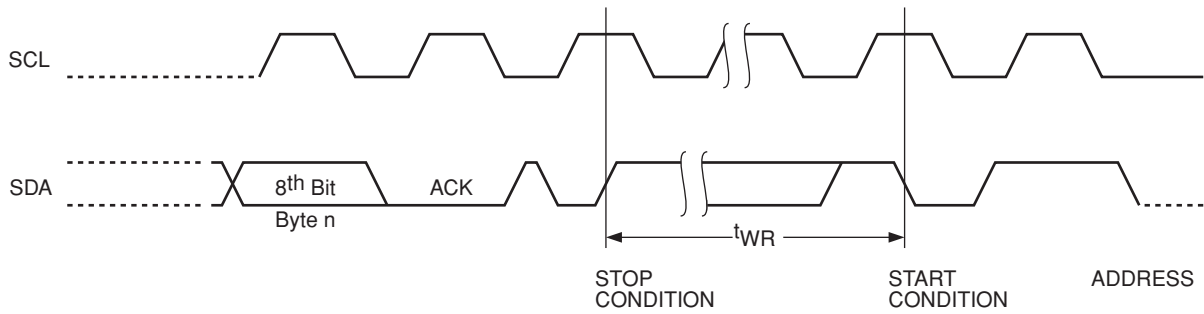 SCL
SDA
8th Bit
Byte n
ACK
tWR
STOP
CONDITION
START
CONDITION
ADDRESS